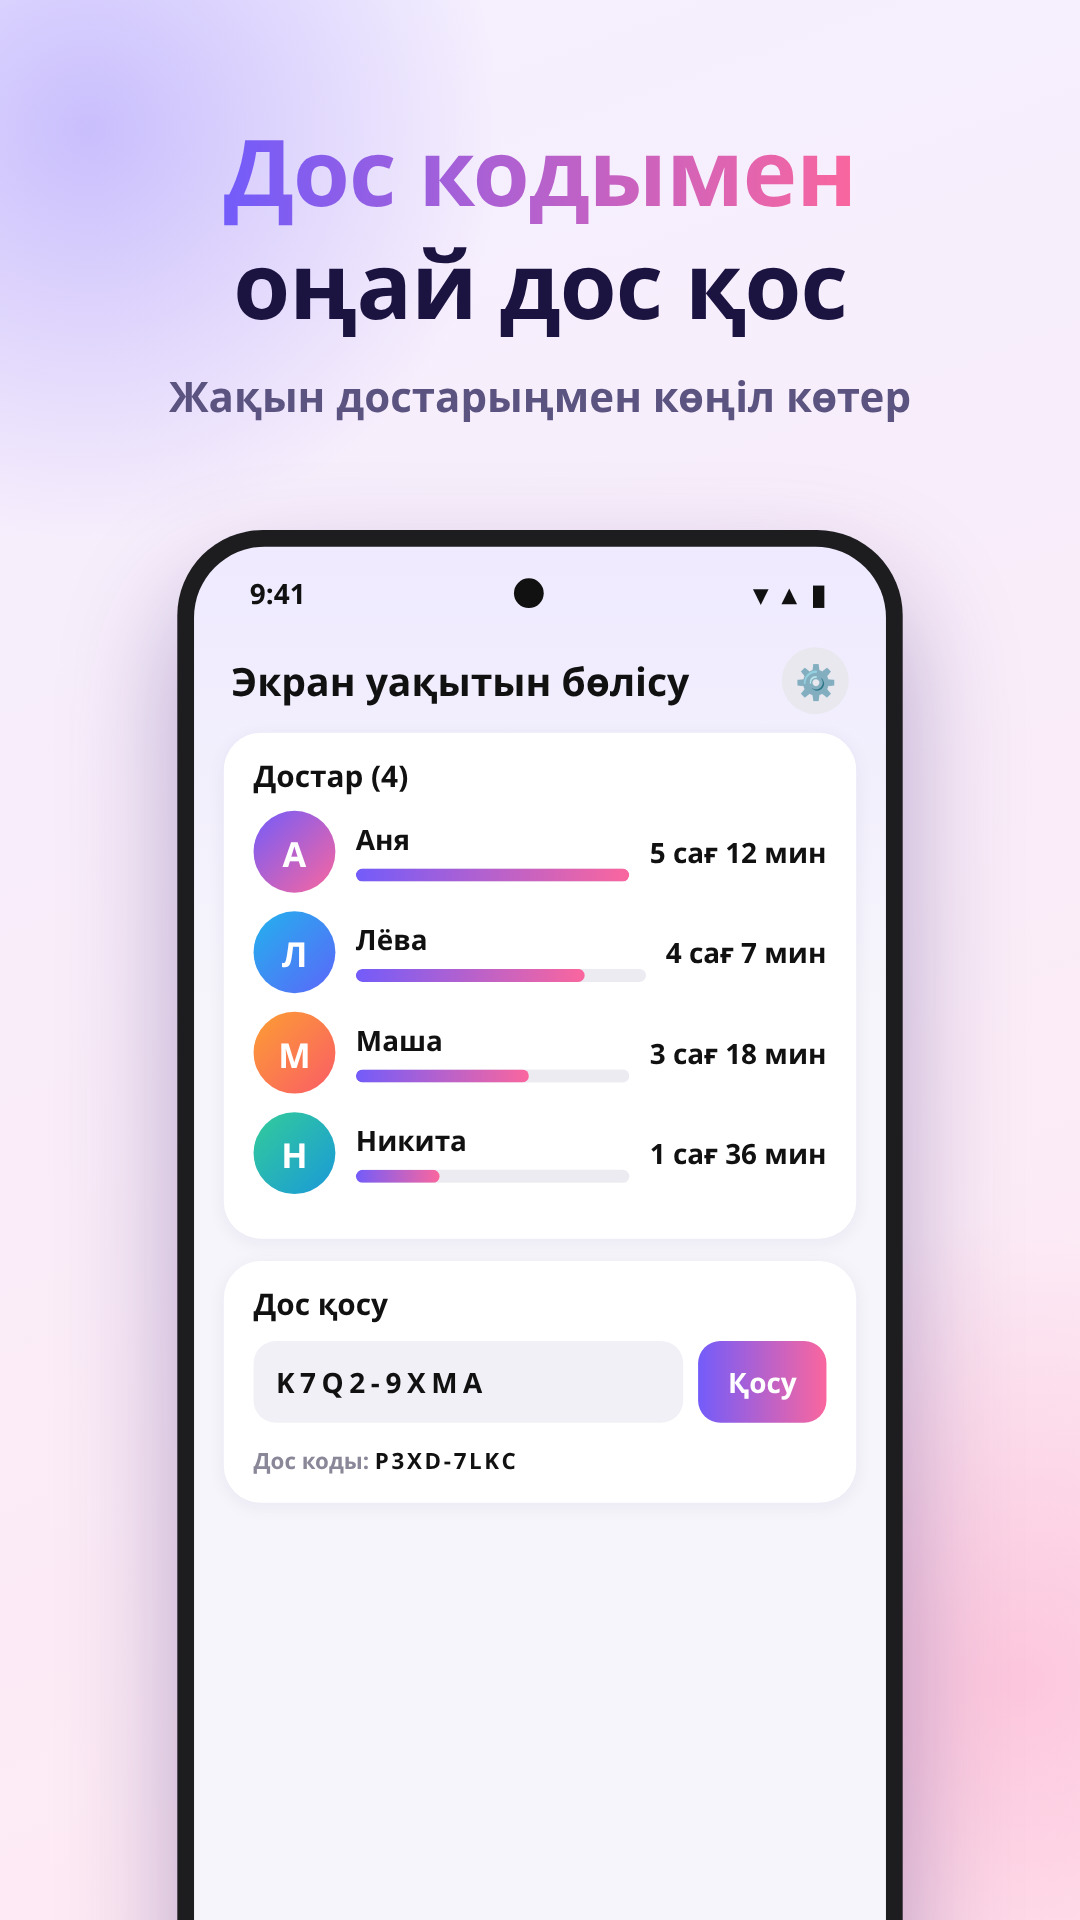 Дос кодымен
оңай дос қос
Жақын достарыңмен көңіл көтер
9:41
Экран уақытын бөлісу
Достар (4)
А
Аня
5 сағ 12 мин
Л
Лёва
4 сағ 7 мин
М
Маша
3 сағ 18 мин
Н
Никита
1 сағ 36 мин
Дос қосу
K7Q2-9XMA
Қосу
Дос коды: P3XD-7LKC